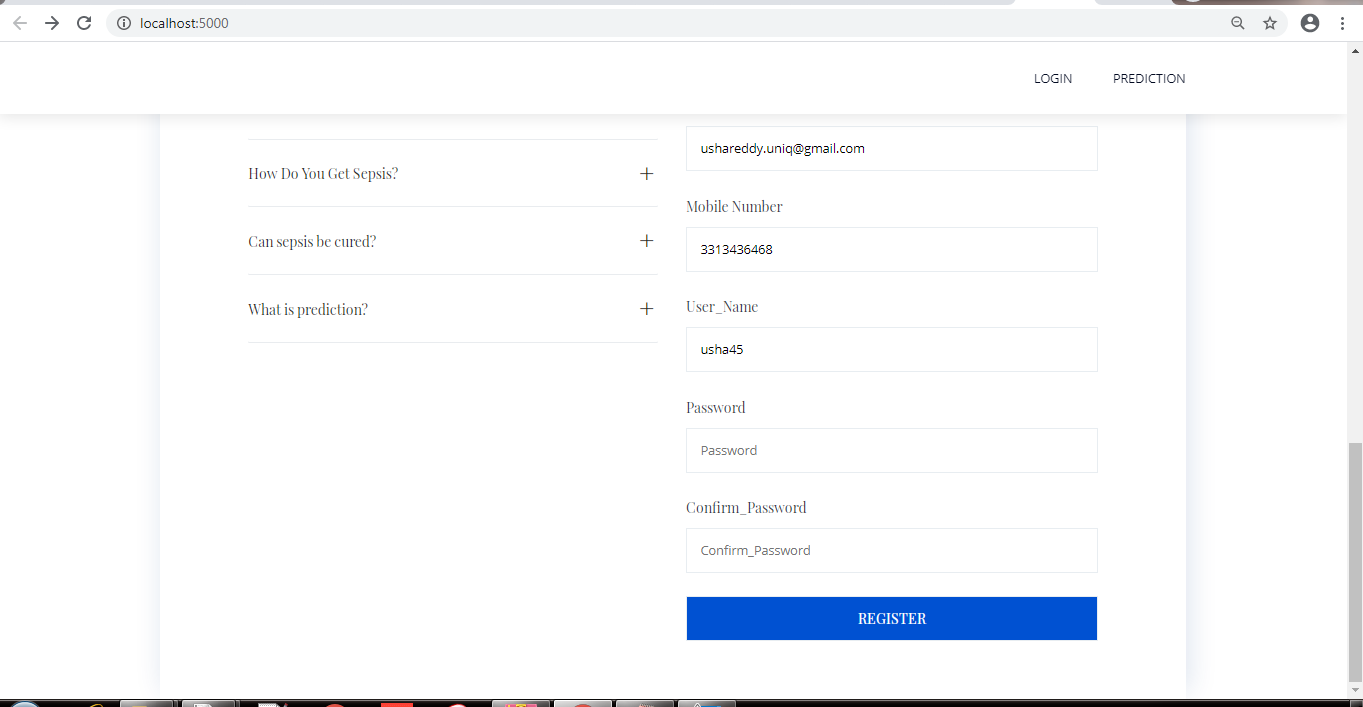 localhost:5000
LOGIN PREDICTION
How Do You Get Sepsis?
Can sepsis be cured?
What is prediction?
ushareddy.uniq@gmail.com
Mobile Number
3313436468
User_Name
usha45
Password
Password
Confirm_Password
Confirm_Password
REGISTER